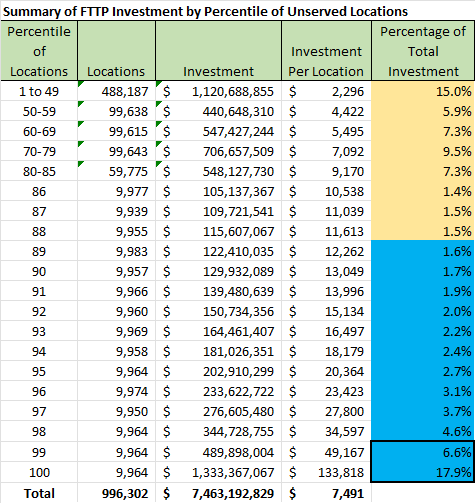 Summary of FTTP Investment by Percentile of Unserved Locations
Percentile of Locations Locations Investment Investment Per Location Percentage of Total Investment
1 to 49 488,187 $ 1,120,688,855 $ 2,296 15.0%
50-59 99,638 $ 440,648,310 $ 4,422 5.9%
60-69 99,615 $ 547,427,244 $ 5,495 7.3%
70-79 99,643 $ 706,657,509 $ 7,092 9.5%
80-85 59,775 $ 548,127,730 $ 9,170 7.3%
86 9,977 $ 105,137,367 $ 10,538 1.4%
87 9,939 $ 109,721,541 $ 11,039 1.5%
88 9,955 $ 115,607,067 $ 11,613 1.5%
89 9,983 $ 122,410,035 $ 12,262 1.6%
90 9,957 $ 129,932,089 $ 13,049 1.7%
91 9,966 $ 139,480,639 $ 13,996 1.9%
92 9,960 $ 150,734,356 $ 15,134 2.0%
93 9,969 $ 164,461,407 $ 16,497 2.2%
94 9,958 $ 181,026,351 $ 18,179 2.4%
95 9,964 $ 202,910,299 $ 20,364 2.7%
96 9,974 $ 233,622,722 $ 23,423 3.1%
97 9,950 $ 276,605,480 $ 27,800 3.7%
98 9,964 $ 344,728,755 $ 34,597 4.6%
99 9,964 $ 489,898,004 $ 49,167 6.6%
100 9,964 $ 1,333,367,067 $ 133,818 17.9%
Total 996,302 $ 7,463,192,829 $ 7,491